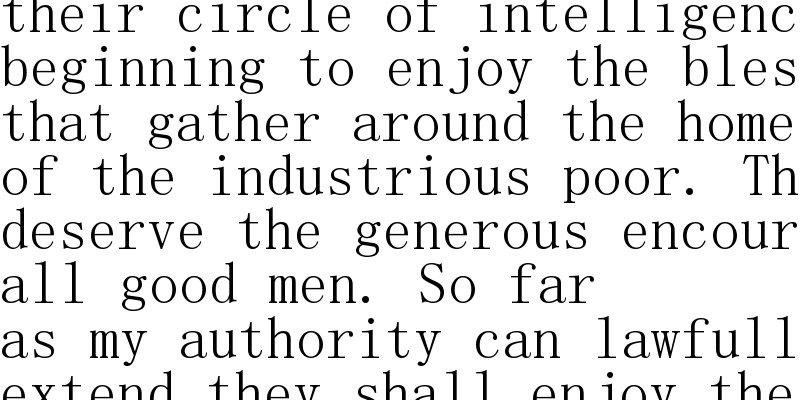 their circle of intelligenc
beginning to enjoy the bles
that gather around the home
of the industrious poor. Th
deserve the generous encour
all good men. So far
as my authority can lawfull
extend they shall enjoy the